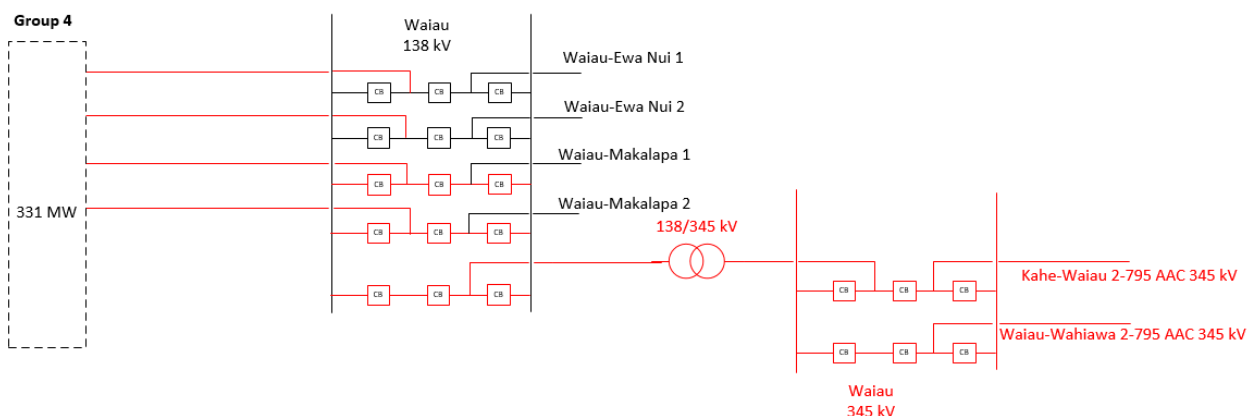 Group 4
Waiau
138 kV
Waiau-Ewa Nui 1
CB CB CB
Waiau-Ewa Nui 2
CB CB CB
Waiau-Makalapa 1
CB CB CB
331 MW
Waiau-Makalapa 2
CB CB CB
138/345 kV
Kahe-Waiau 2-795 AAC 345 kV
CB CB CB
CB CB CB
Waiau-Wahiawa 2-795 AAC 345 kV
CB CB CB
Waiau
345 kV